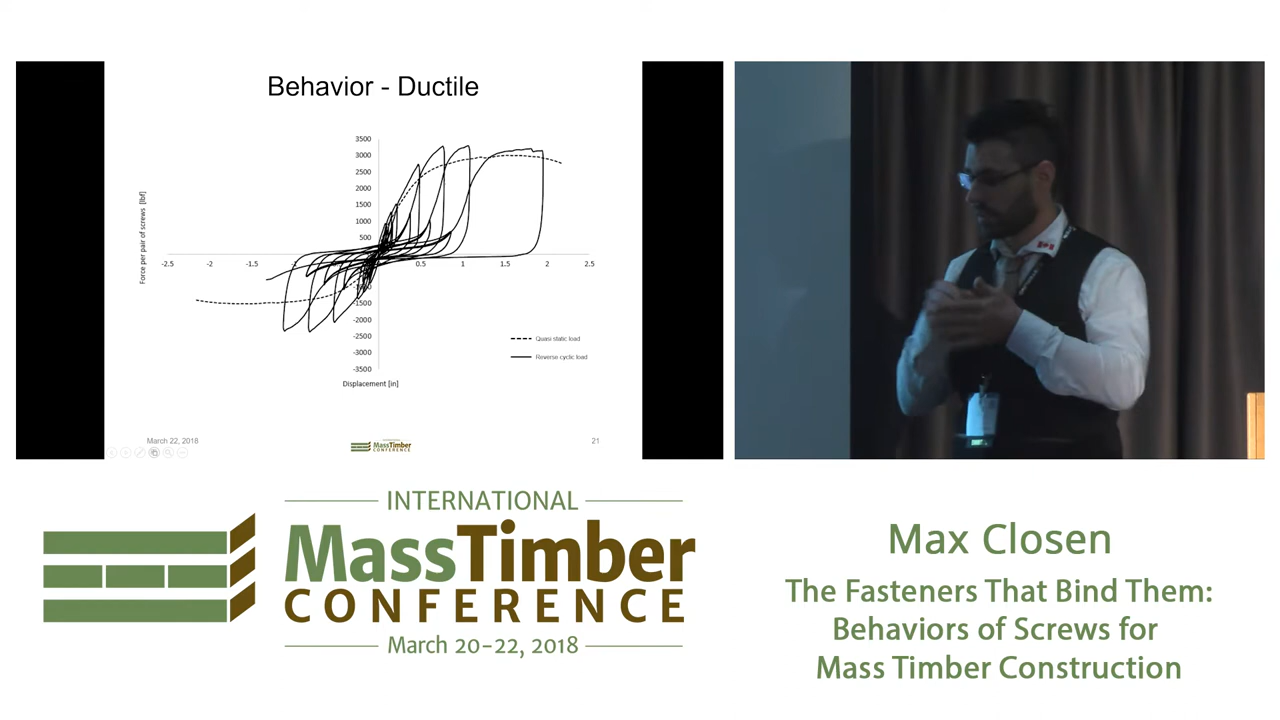 Behavior - Ductile
3500
3000
2500
2000
1500
1000
500
-2.5
-2
-1.5
0.5
1
1.5
2
2.5
-1500
-2000
-2500
-3000
-3500
Force per pair of screws [lbf]
Displacement [in]
Quasi static load
Reverse cyclic load
March 22, 2018
MassTimber
CONFERENCE
21
INTERNATIONAL
MassTimber
CONFERENCE
March 20–22, 2018
Max Closen
The Fasteners That Bind Them:
Behaviors of Screws for
Mass Timber Construction